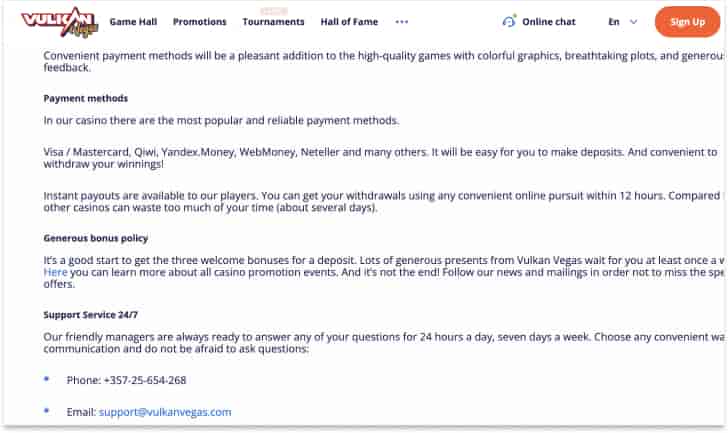 VULKAN Vegas Game Hall Promotions Tournaments Hall of Fame Online chat En Sign Up
Convenient payment methods will be a pleasant addition to the high-quality games with colorful graphics, breathtaking plots, and
feedback.
Payment methods
In our casino there are the most popular and reliable payment methods.
Visa / Mastercard, Qiwi, Yandex.Money, WebMoney, Neteller and many others. It will be easy for you to make deposits. And convenient to
withdraw your winnings!
Instant payouts are available to our players. You can get your withdrawals using any convenient online pursuit within 12 hours. Compared
other casinos can waste too much of your time (about several days).
Generous bonus policy
It's a good start to get the three welcome bonuses for a deposit. Lots of generous presents from Vulkan Vegas wait for you at least once a
Here you can learn more about all casino promotion events. And it's not the end! Follow our news and mailings in order not to miss the
offers.
Support Service 24/7
Our friendly managers are always ready to answer any of your questions for 24 hours a day, seven days a week. Choose any convenient
communication and do not be afraid to ask questions:
* Phone: +357-25-654-268
* Email: support@vulkanvegas.com